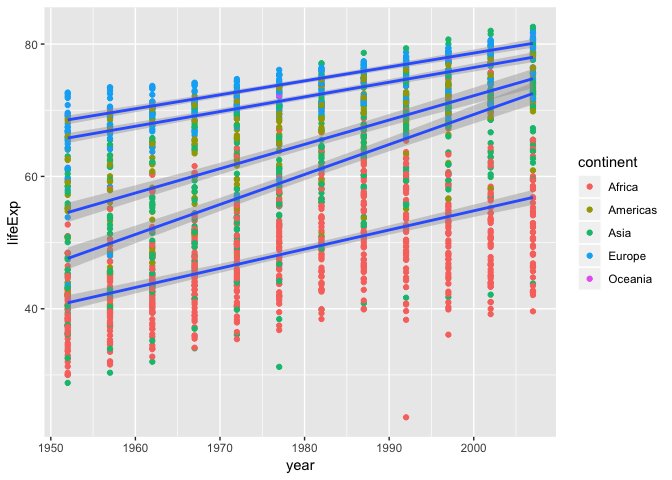 80
60
40
lifeExp
1950 1960 1970 1980 1990 2000
year
continent
Africa
Americas
Asia
Europe
Oceania